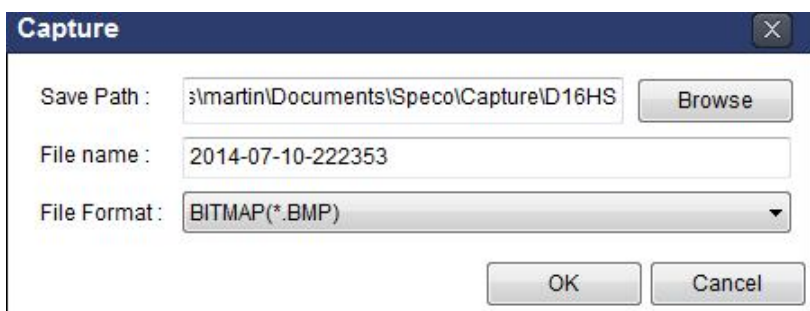 Capture
Save Path : s\martin\Documents\Speco\Capture\D16HS Browse
File name : 2014-07-10-222353
File Format : BITMAP(*.BMP)
OK Cancel